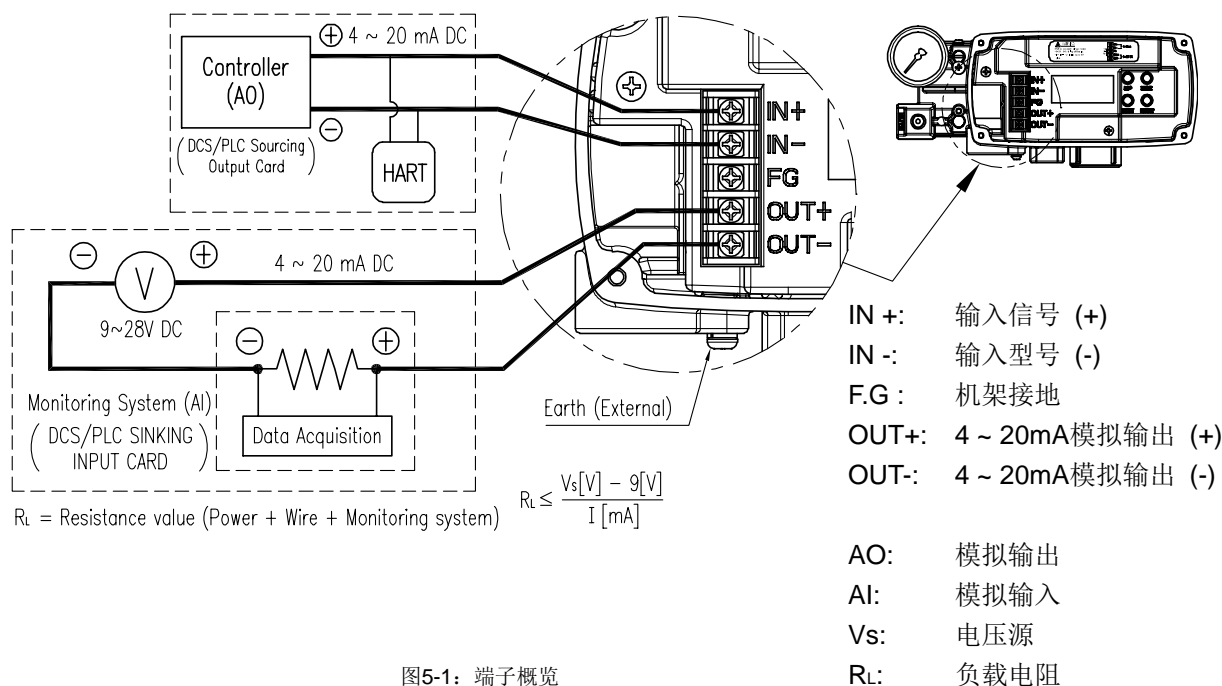 ⊕ 4 ~ 20 mA DC
Controller
(AO)
⊖
(DCS/PLC Sourcing
Output Card)
HART
IN+
IN-
FG
OUT+
OUT-
IN+
IN-
FG
OUT+
OUT-
⊖ ⊕ 4 ~ 20 mA DC
V
9~28V DC
⊖ ⊕
Monitoring System (AI)
(DCS/PLC SINKING
INPUT CARD)
Data Acquisition
Earth (External)
RL = Resistance value (Power + Wire + Monitoring system)
RL ≤ Vs[V] - 9[V]
I [mA]
IN +: 输入信号 (+)
IN -: 输入型号 (-)
F.G : 机架接地
OUT+: 4 ~ 20mA模拟输出 (+)
OUT-: 4 ~ 20mA模拟输出 (-)
AO: 模拟输出
AI: 模拟输入
Vs: 电压源
RL: 负载电阻
图5-1：端子概览